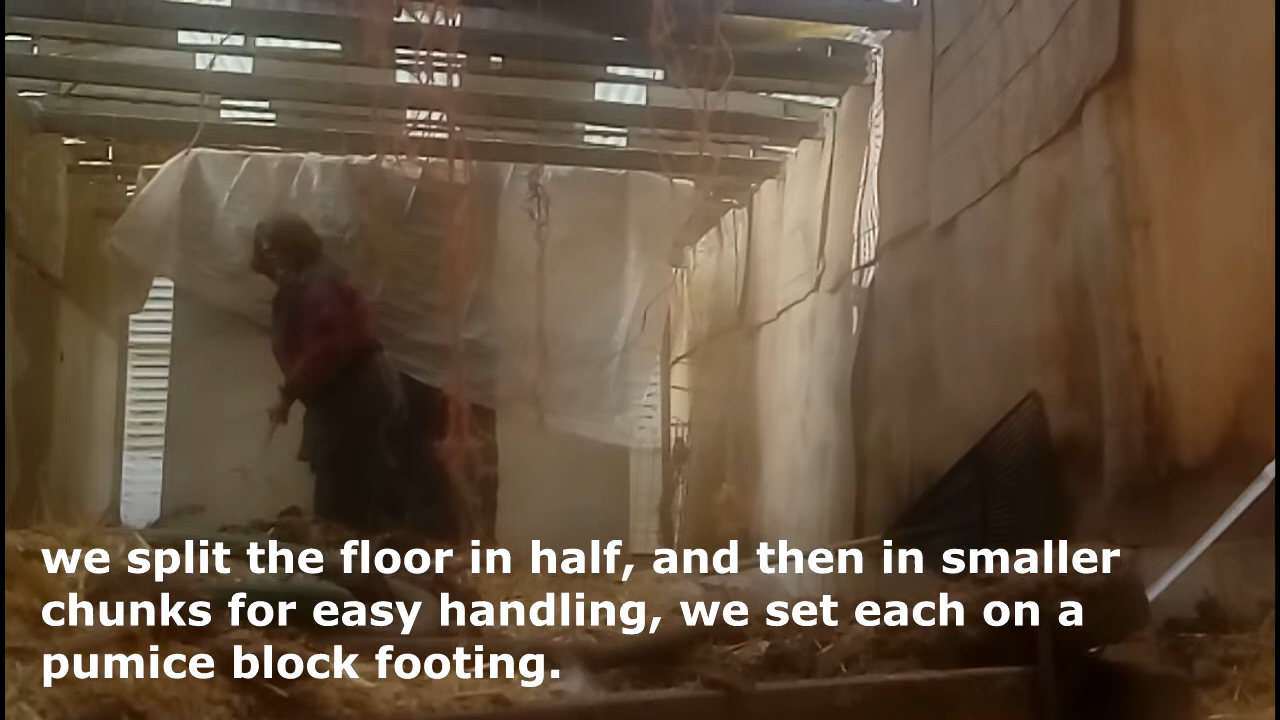 we split the floor in half, and then in smaller
chunks for easy handling, we set each on a
pumice block footing.